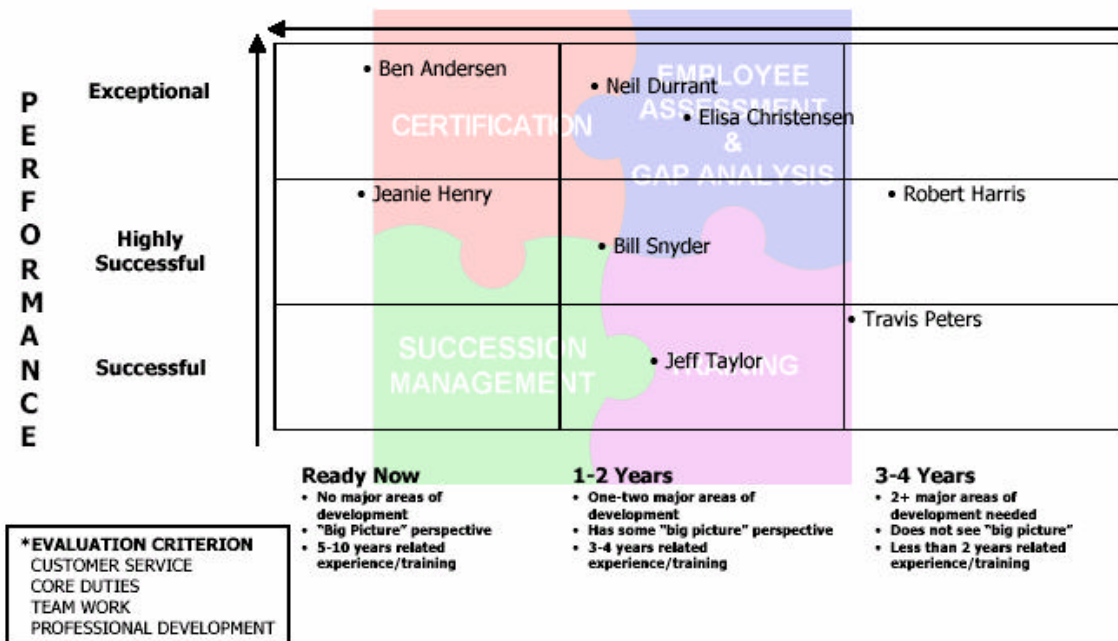 PERFORMANCE
Exceptional
Highly
Successful
Successful
CERTIFICATION
EMPLOYEE
ASSESSMENT
&
GAP ANALYSIS
SUCCESSION
MANAGEMENT
TRAINING
• Ben Andersen
• Neil Durrant
• Elisa Christensen
• Jeanie Henry
• Robert Harris
• Bill Snyder
• Travis Peters
• Jeff Taylor
Ready Now
• No major areas of
development
• "Big Picture" perspective
• 5-10 years related
experience/training
1-2 Years
• One-two major areas of
development
• Has some "big picture" perspective
• 3-4 years related
experience/training
3-4 Years
• 2+ major areas of
development needed
• Does not see "big picture"
• Less than 2 years related
experience/training
*EVALUATION CRITERION
CUSTOMER SERVICE
CORE DUTIES
TEAM WORK
PROFESSIONAL DEVELOPMENT